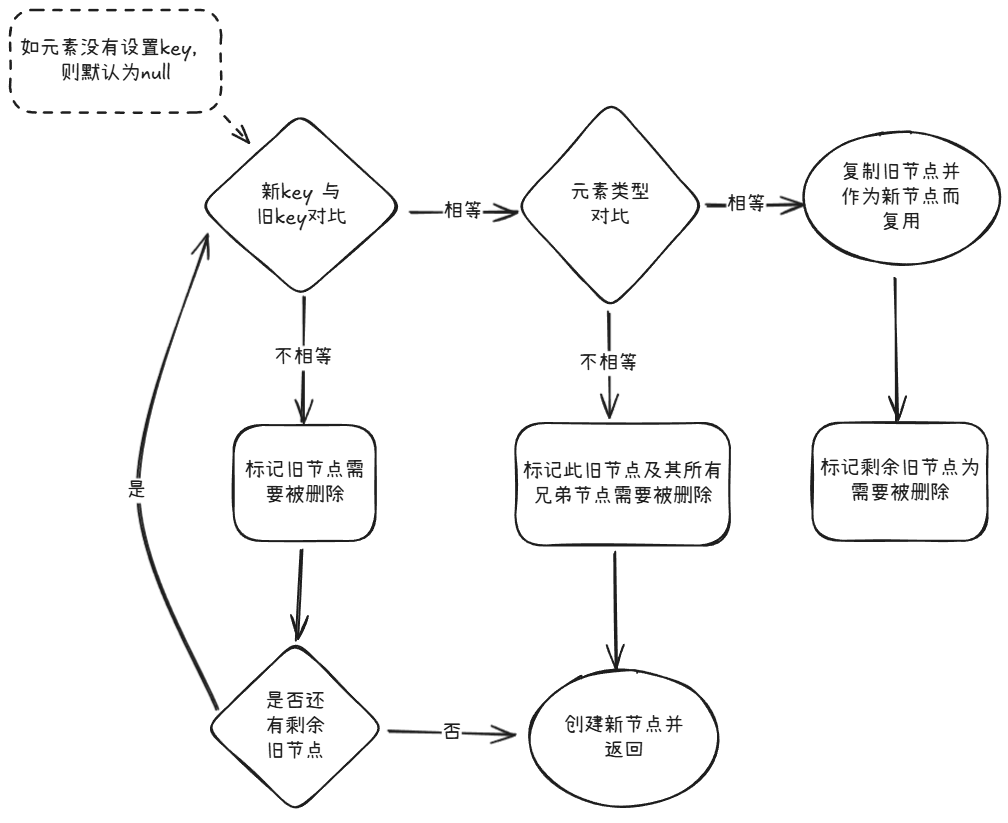 如元素没有设置key,
则默认为null
新key 与
旧key对比
相等
元素类型
对比
相等
复制旧节点并
作为新节点而
复用
不相等
不相等
标记旧节点需
要被删除
标记此旧节点及其所有
兄弟节点需要被删除
标记剩余旧节点为
需要被删除
是
是否还
有剩余
旧节点
否
创建新节点并
返回